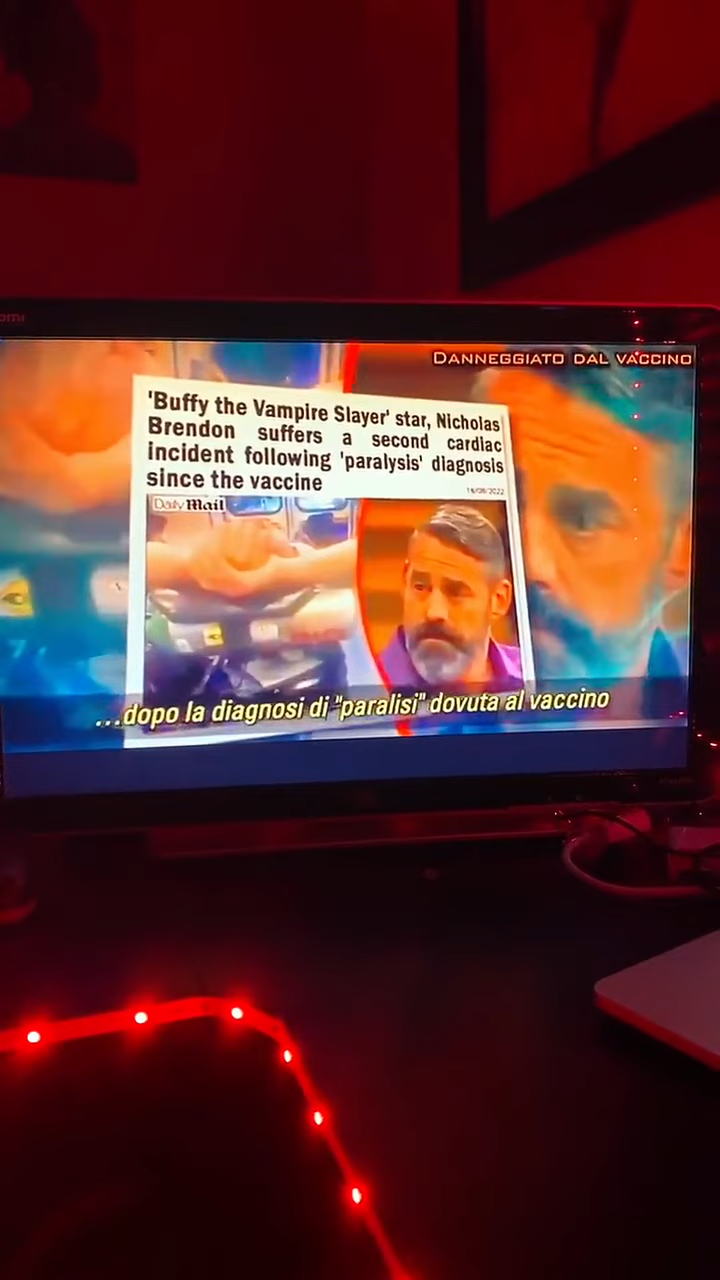 DANNEGGIATO DAL VACCINO
'Buffy the Vampire Slayer' star, Nicholas
Brendon suffers a second cardiac
incident following 'paralysis' diagnosis
since the vaccine
Daily Mail
...dopo la diagnosi di "paralisi" dovuta al vaccino